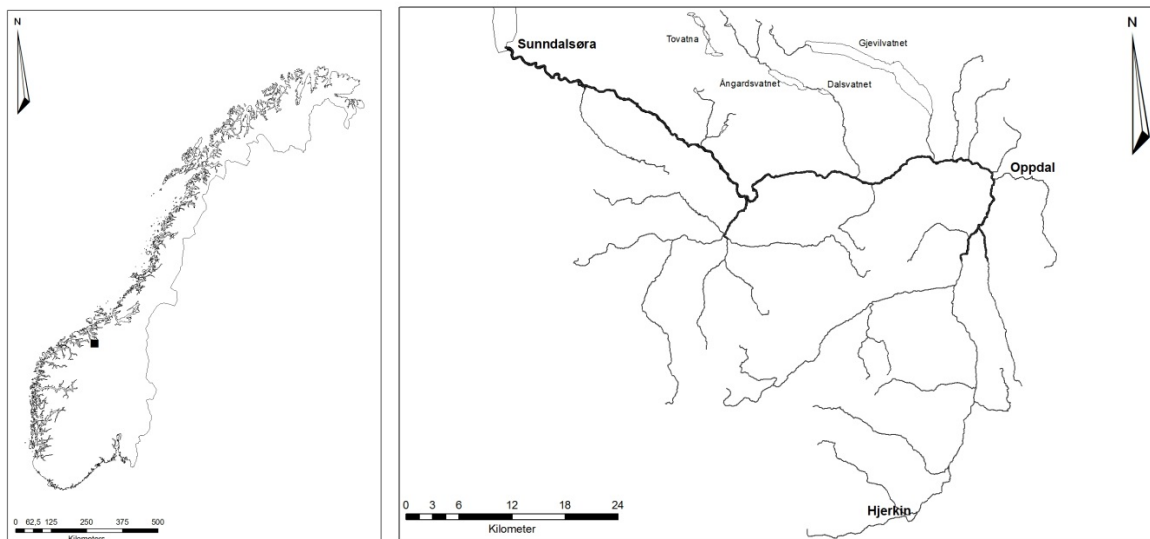 N
0 62,5 125 250 375 500
Kilometers
N
Sunndalsøra
Tovatna
Gjevilvatnet
Ångardsvatnet
Dalsvatnet
Oppdal
Hjerkin
0 3 6 12 18 24
Kilometer